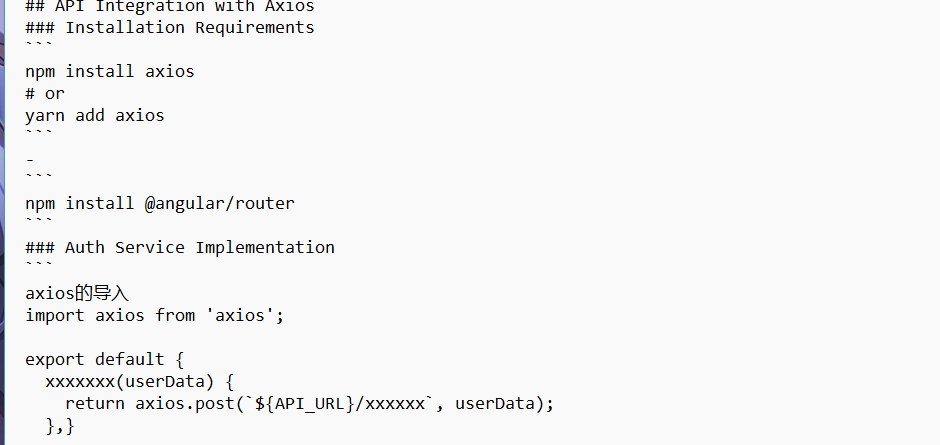 ## API Integration with Axios
### Installation Requirements
```
npm install axios
# or
yarn add axios
```
-
```
npm install @angular/router
```
### Auth Service Implementation
```
axios的导入
import axios from 'axios';

export default {
  xxxxxxx(userData) {
    return axios.post(`${API_URL}/xxxxxx`, userData);
  },}